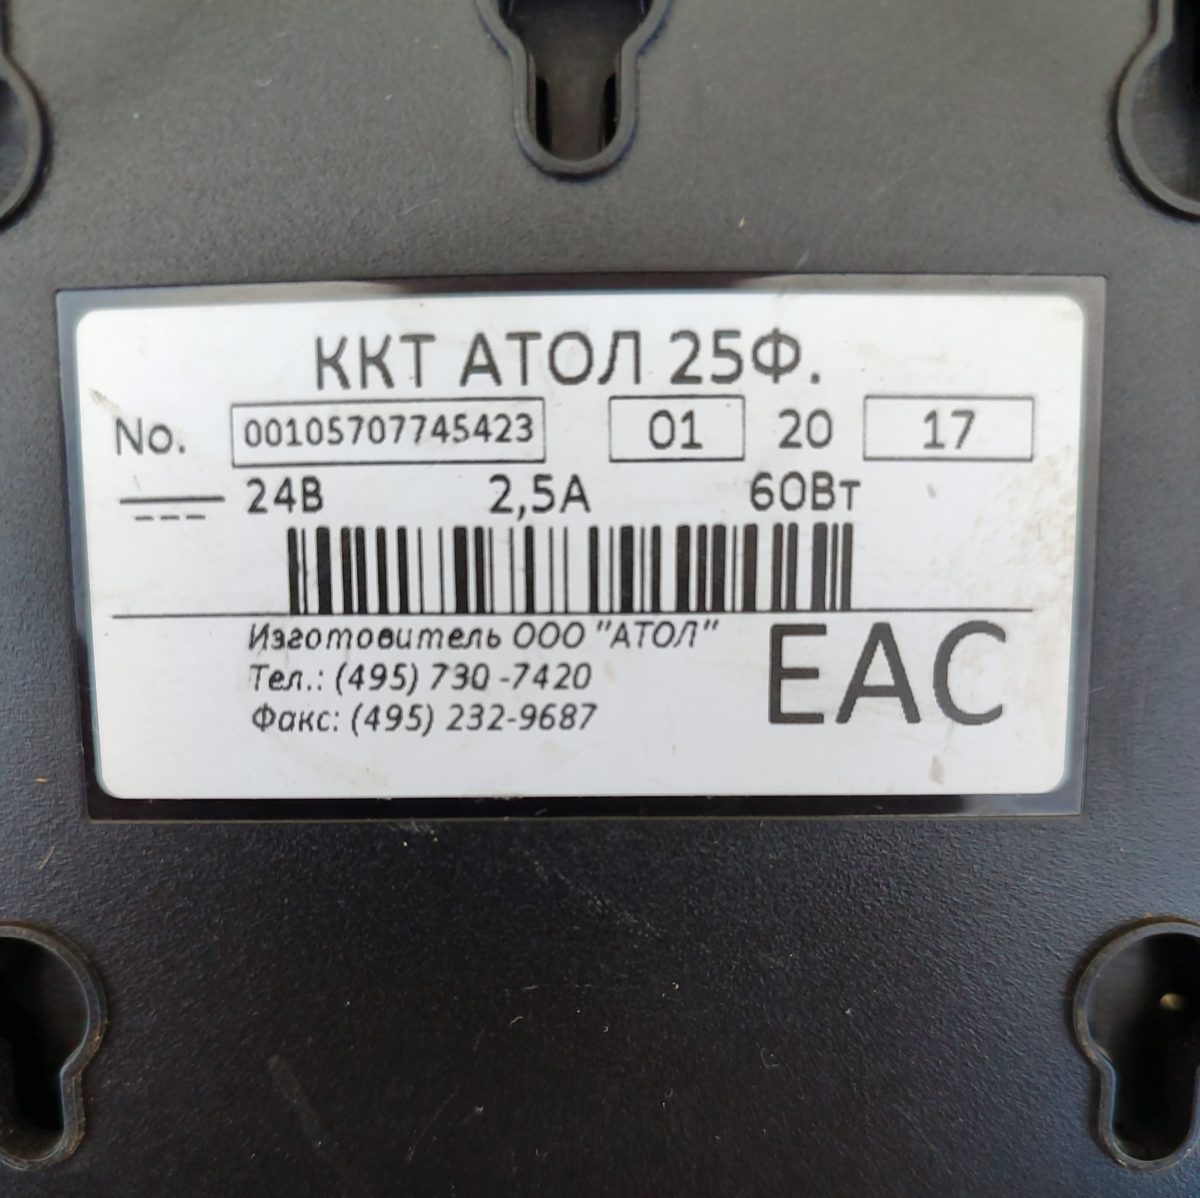 ККТ АТОЛ 25Ф.
No. 00105707745423 01 20 17
24В 2,5А 60Вт
Изготовитель ООО "АТОЛ"
Тел.: (495) 730 -7420
Факс: (495) 232-9687
EAC